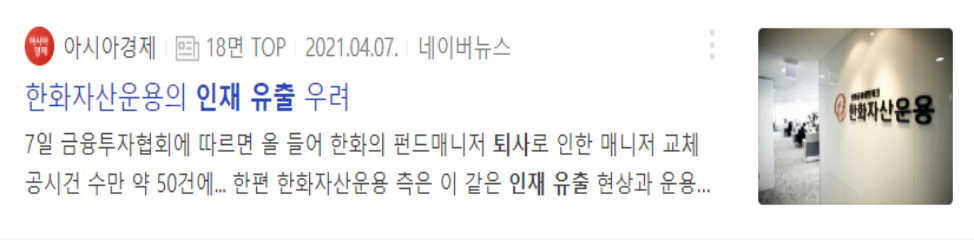 아시아경제 18면 TOP 2021.04.07. 네이버뉴스
한화자산운용의 인재 유출 우려
7일 금융투자협회에 따르면 올 들어 한화의 펀드매니저 퇴사로 인한 매니저 교체
공시건 수만 약 50건에... 한편 한화자산운용 측은 이 같은 인재 유출 현상과 운용...
아시아
경제
한화자산운용